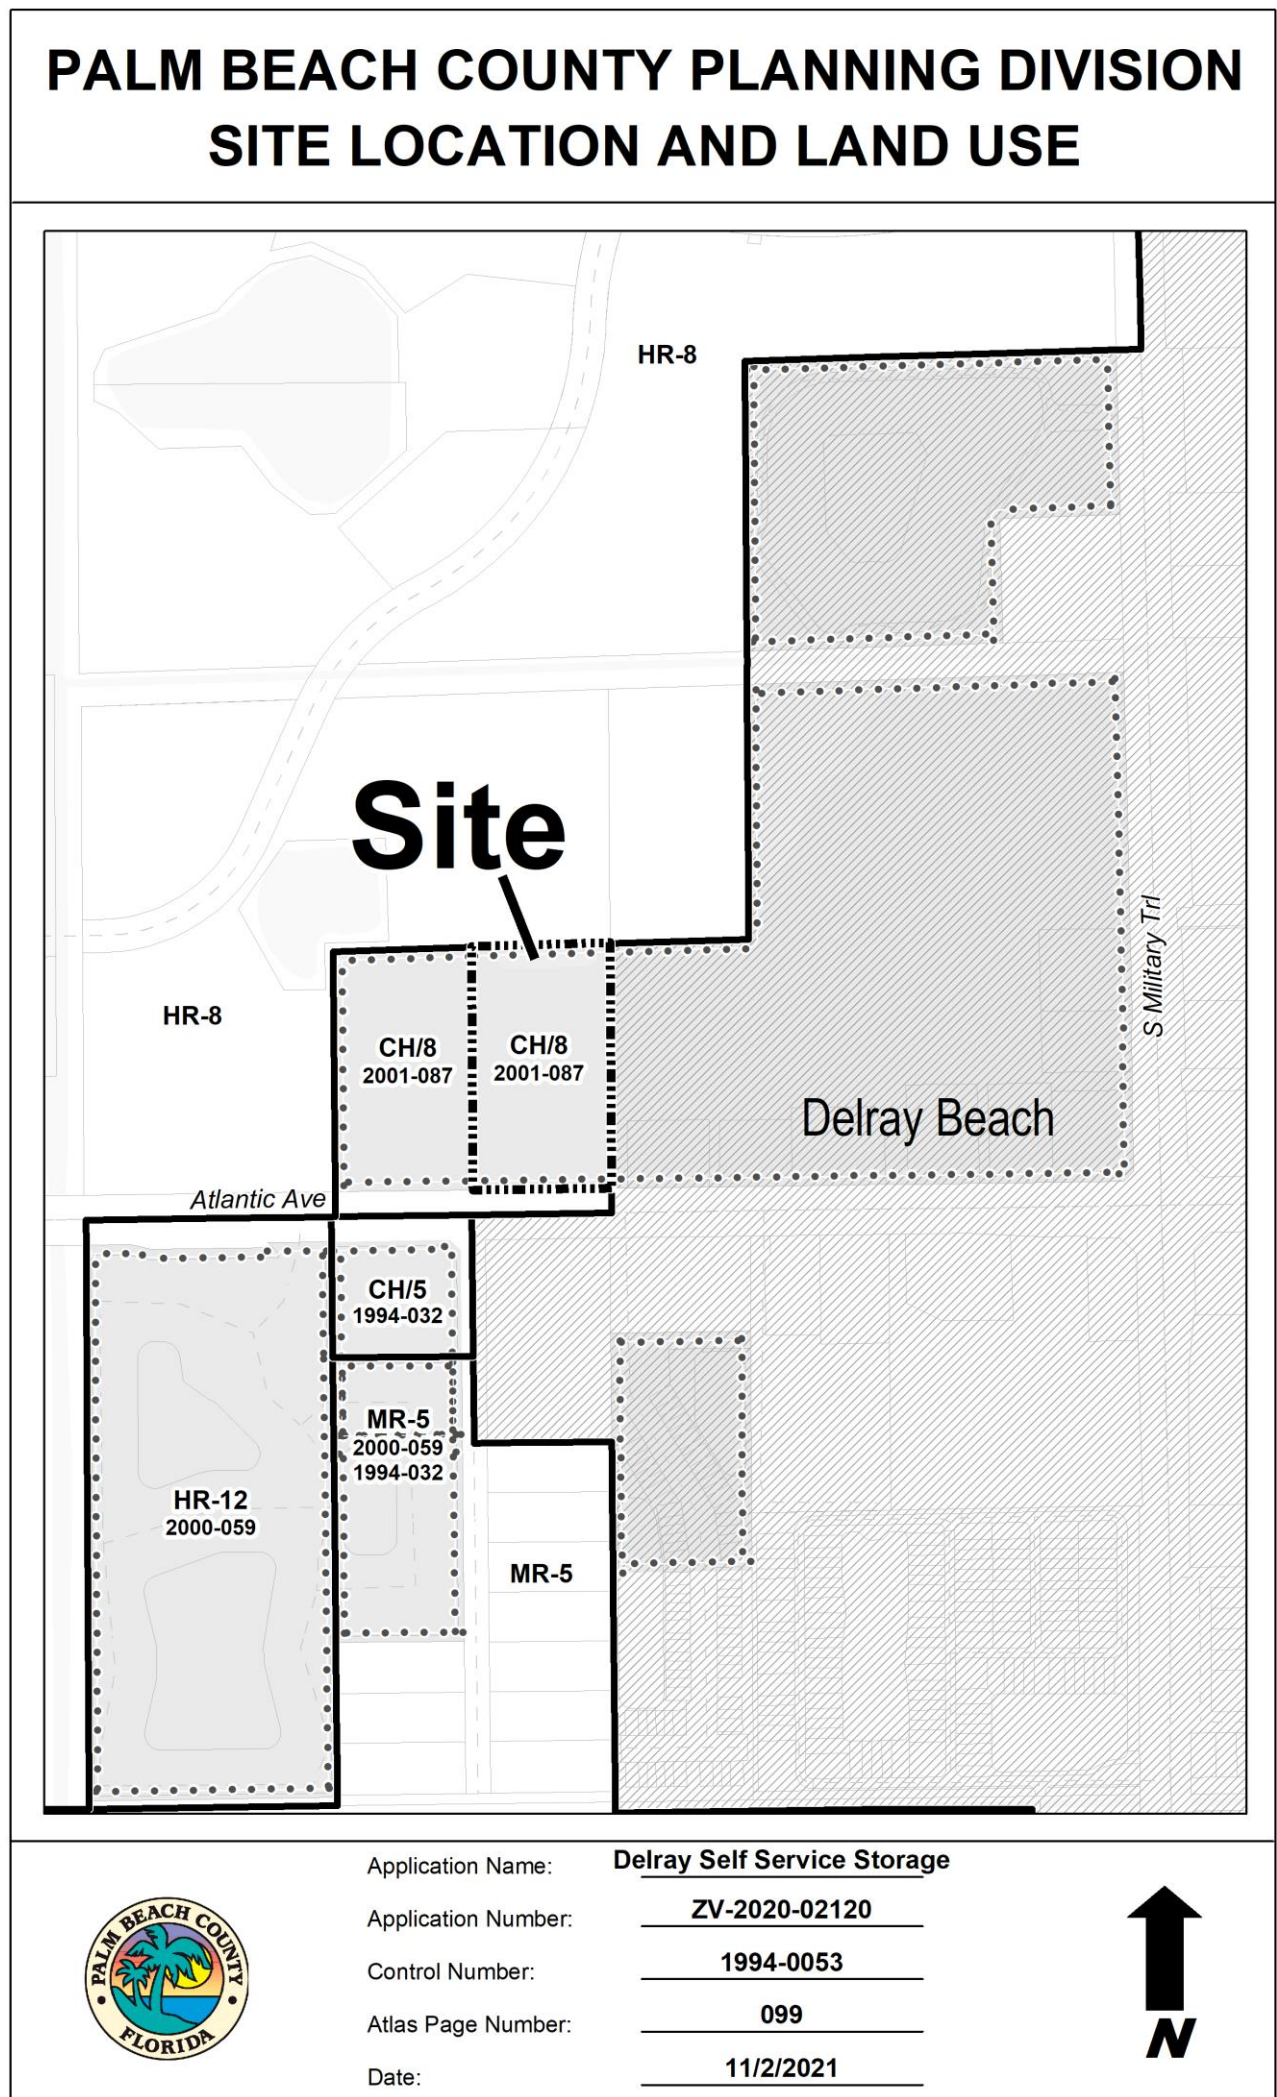 PALM BEACH COUNTY PLANNING DIVISION
SITE LOCATION AND LAND USE
HR-8
Site
S Military Trl
HR-8
CH/8
2001-087
CH/8
2001-087
Delray Beach
Atlantic Ave
CH/5
1994-032
MR-5
2000-059
1994-032
HR-12
2000-059
MR-5
Application Name: Delray Self Service Storage
Application Number: ZV-2020-02120
Control Number: 1994-0053
Atlas Page Number: 099
Date: 11/2/2021
PALM BEACH COUNTY
FLORIDA
N